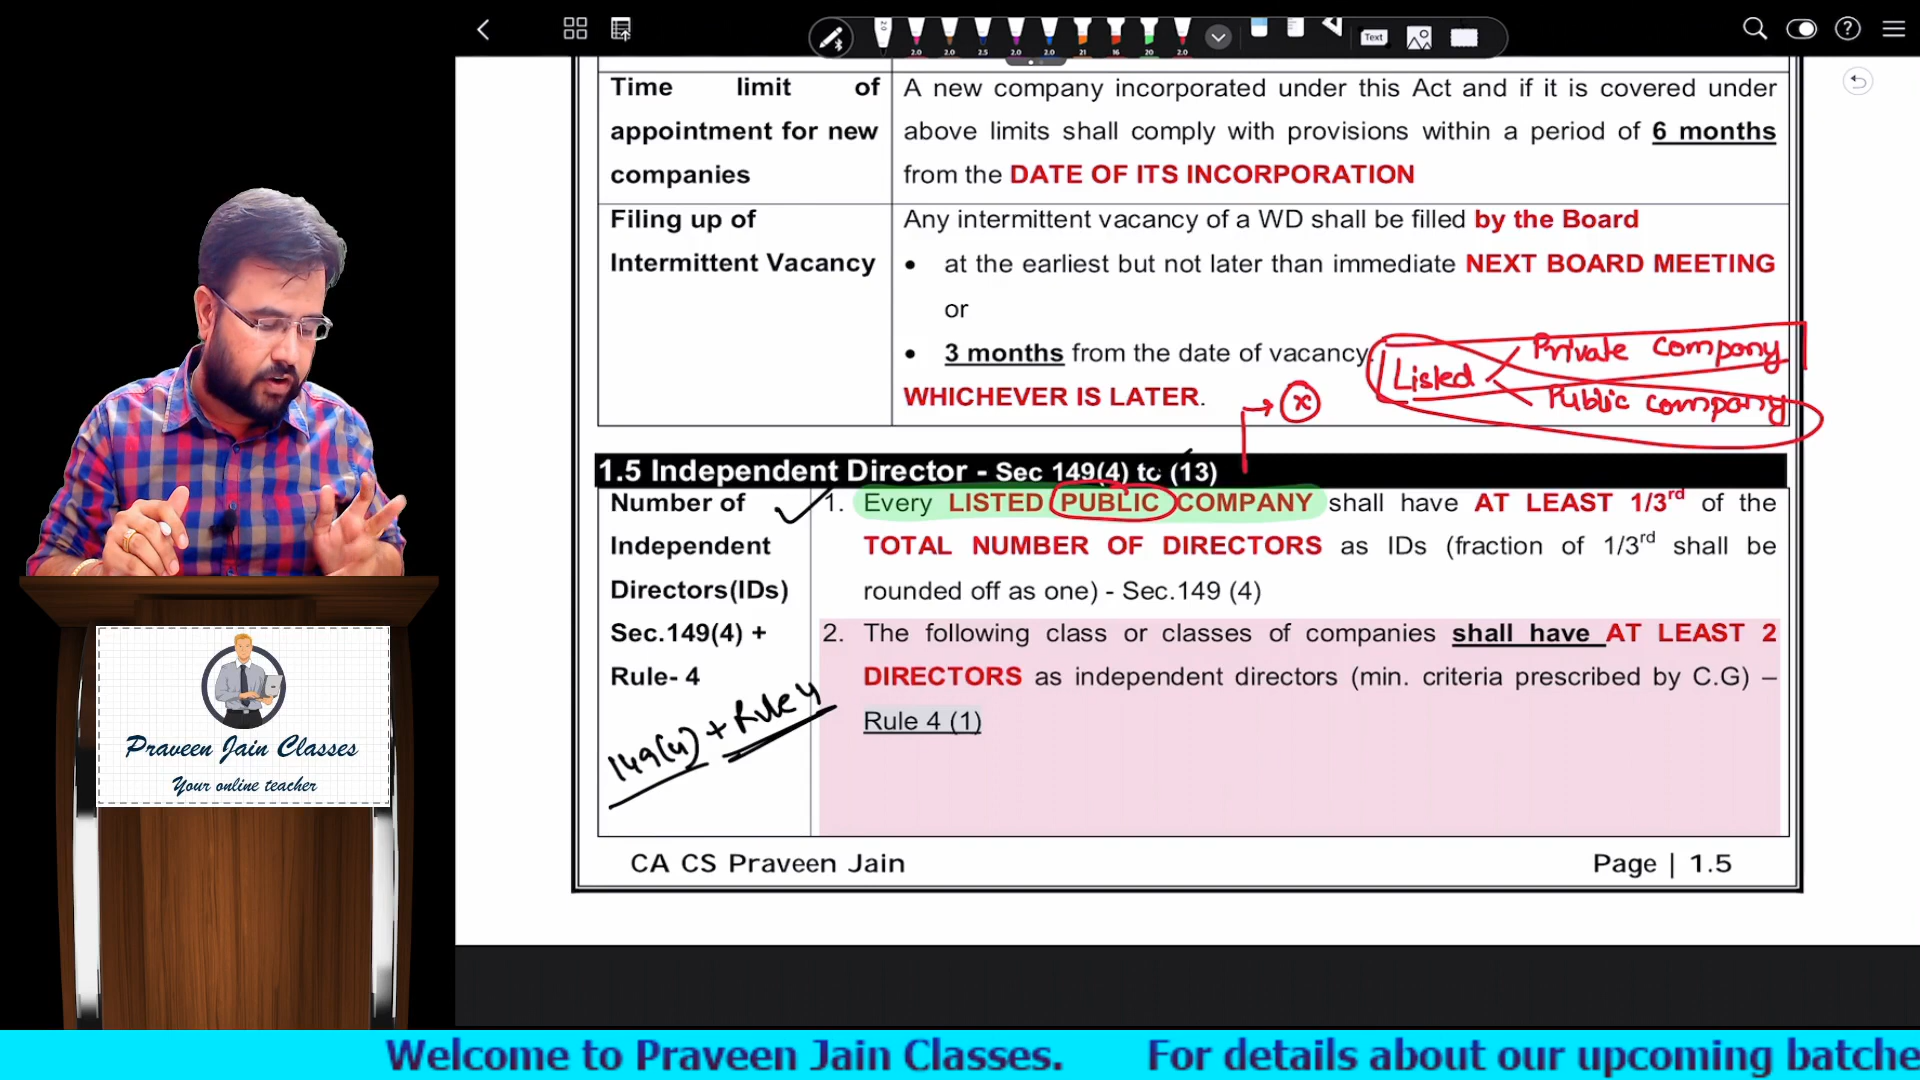 Text
Time limit of
appointment for new
companies
A new company incorporated under this Act and if it is covered under
above limits shall comply with provisions within a period of 6 months
from the DATE OF ITS INCORPORATION
Filing up of
Intermittent Vacancy
Any intermittent vacancy of a WD shall be filled by the Board
• at the earliest but not later than immediate NEXT BOARD MEETING
or
• 3 months from the date of vacancy
WHICHEVER IS LATER.
Listed
Private Company
Public Company
x
1.5 Independent Director - Sec 149(4) to (13)
Number of
Independent
Directors(IDs)
Sec.149(4) +
Rule- 4
149(4) + Rule 4
1. Every LISTED PUBLIC COMPANY shall have AT LEAST 1/3rd of the
TOTAL NUMBER OF DIRECTORS as IDs (fraction of 1/3rd shall be
rounded off as one) - Sec.149 (4)
2. The following class or classes of companies shall have AT LEAST 2
DIRECTORS as independent directors (min. criteria prescribed by C.G) –
Rule 4 (1)
CA CS Praveen Jain
Page | 1.5
Praveen Jain Classes
Your online teacher
Welcome to Praveen Jain Classes. For details about our upcoming batche